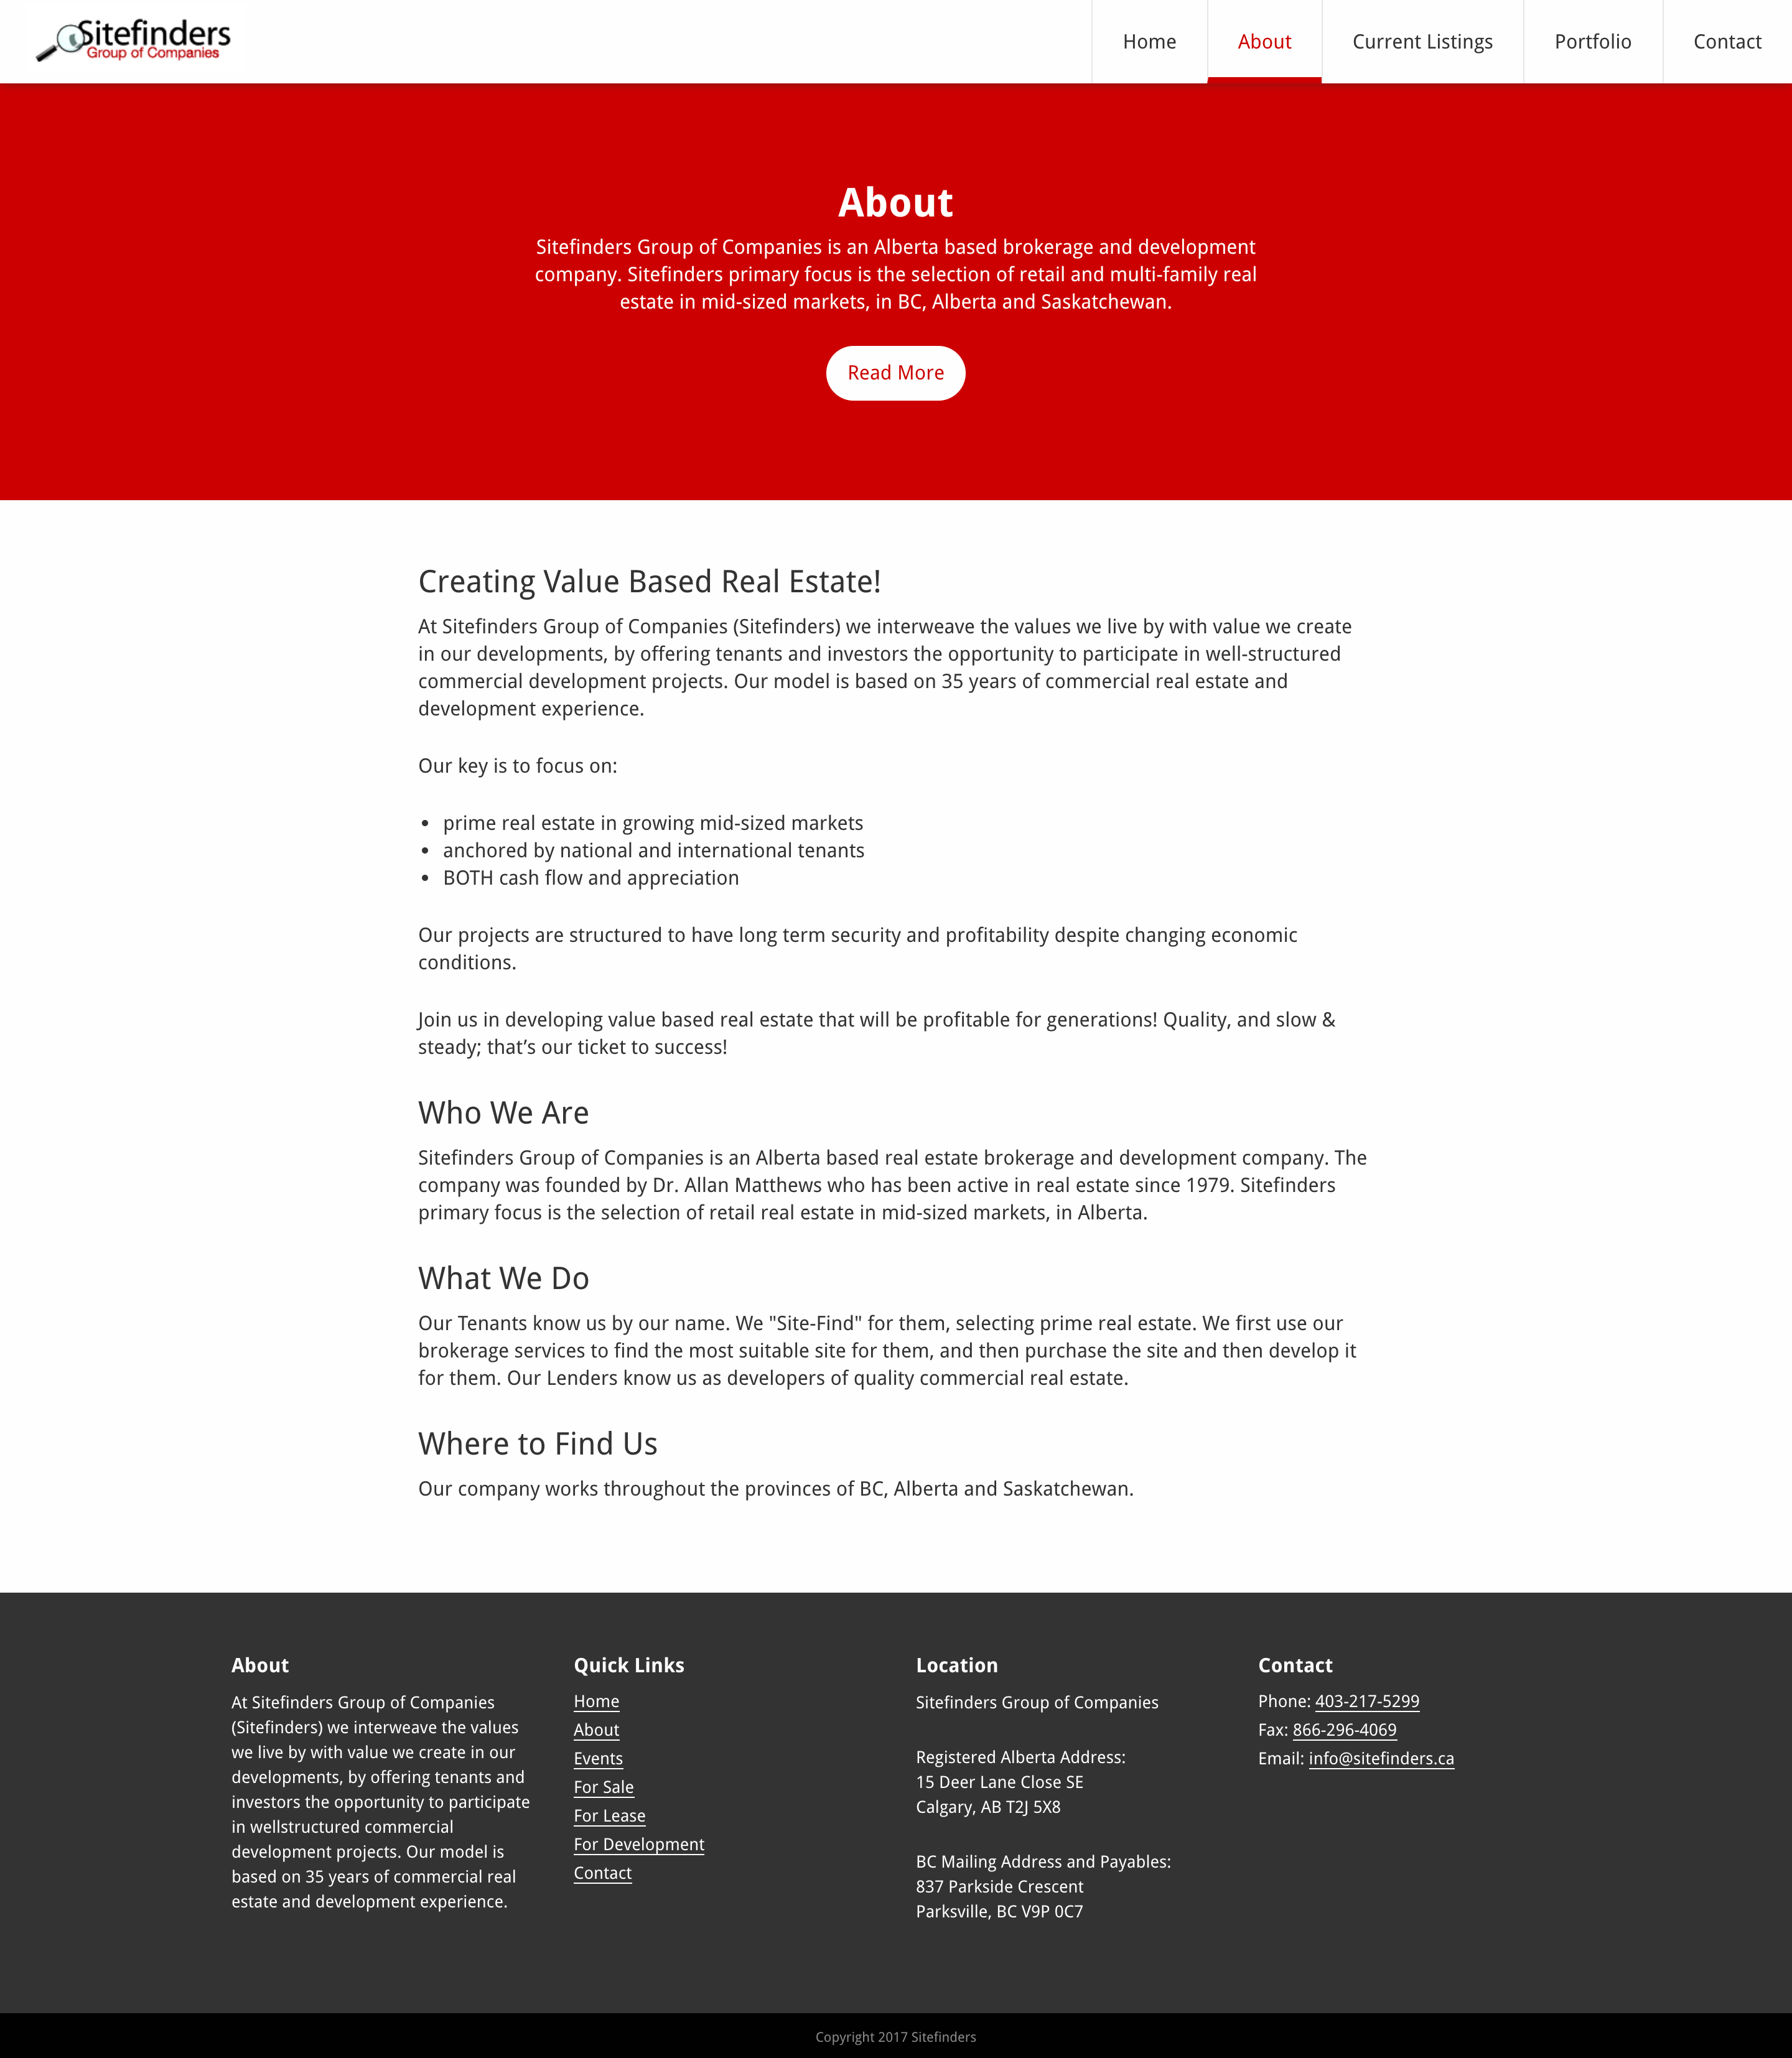 Sitefinders
Group of Companies
Home
About
Current Listings
Portfolio
Contact
About
Sitefinders Group of Companies is an Alberta based brokerage and development
company. Sitefinders primary focus is the selection of retail and multi-family real
estate in mid-sized markets, in BC, Alberta and Saskatchewan.
Read More
Creating Value Based Real Estate!
At Sitefinders Group of Companies (Sitefinders) we interweave the values we live by with value we create
in our developments, by offering tenants and investors the opportunity to participate in well-structured
commercial development projects. Our model is based on 35 years of commercial real estate and
development experience.
Our key is to focus on:
• prime real estate in growing mid-sized markets
• anchored by national and international tenants
• BOTH cash flow and appreciation
Our projects are structured to have long term security and profitability despite changing economic
conditions.
Join us in developing value based real estate that will be profitable for generations! Quality, and slow &
steady; that’s our ticket to success!
Who We Are
Sitefinders Group of Companies is an Alberta based real estate brokerage and development company. The
company was founded by Dr. Allan Matthews who has been active in real estate since 1979. Sitefinders
primary focus is the selection of retail real estate in mid-sized markets, in Alberta.
What We Do
Our Tenants know us by our name. We "Site-Find" for them, selecting prime real estate. We first use our
brokerage services to find the most suitable site for them, and then purchase the site and then develop it
for them. Our Lenders know us as developers of quality commercial real estate.
Where to Find Us
Our company works throughout the provinces of BC, Alberta and Saskatchewan.
About
At Sitefinders Group of Companies
(Sitefinders) we interweave the values
we live by with value we create in our
developments, by offering tenants and
investors the opportunity to participate
in wellstructured commercial
development projects. Our model is
based on 35 years of commercial real
estate and development experience.
Quick Links
Home
About
Events
For Sale
For Lease
For Development
Contact
Location
Sitefinders Group of Companies
Registered Alberta Address:
15 Deer Lane Close SE
Calgary, AB T2J 5X8
BC Mailing Address and Payables:
837 Parkside Crescent
Parksville, BC V9P 0C7
Contact
Phone: 403-217-5299
Fax: 866-296-4069
Email: info@sitefinders.ca
Copyright 2017 Sitefinders